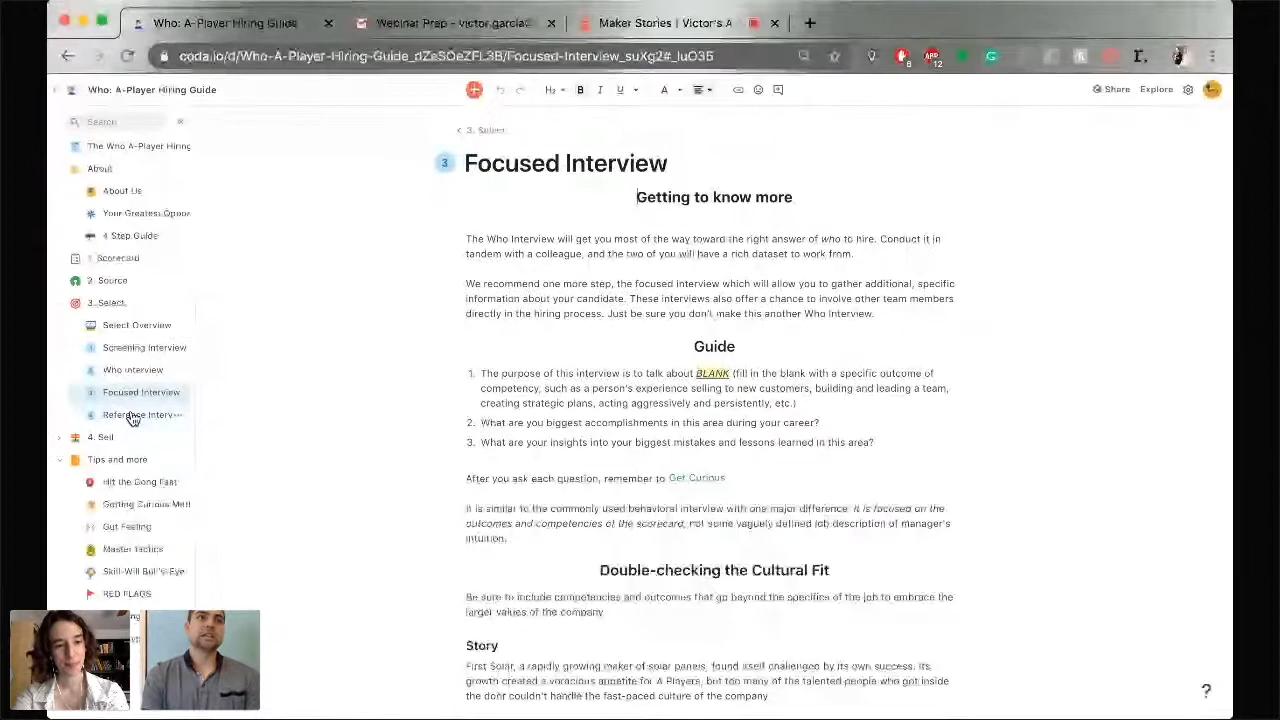 Who: A-Player Hiring Guide
Webinar Prep - victor.garcia
Maker Stories | Victor's A
coda.io/d/Who-A-Player-Hiring-Guide_dZeSOeZFL3B/Focused-Interview_suXg2#_luO35
Who: A-Player Hiring Guide
H₂
B
I
U
A
Share
Explore
Search
The Who A-Player Hiring
About
About Us
Your Greatest Oppor
4 Step Guide
1. Scorecard
2. Source
3. Select
Select Overview
Screening Interview
Who Interview
Focused Interview
Reference Interv
4. Sell
Tips and more
Hit the Gong Fast
Getting Curious Met
Gut Feeling
Master Tactics
Skill-Will Bull's-Eye
RED FLAGS
3. Select
3
Focused Interview
Getting to know more
The Who Interview will get you most of the way toward the right answer of who to hire. Conduct it in
tandem with a colleague, and the two of you will have a rich dataset to work from.
We recommend one more step, the focused interview which will allow you to gather additional, specific
information about your candidate. These interviews also offer a chance to involve other team members
directly in the hiring process. Just be sure you don't make this another Who Interview.
Guide
1. The purpose of this interview is to talk about BLANK (fill in the blank with a specific outcome of
competency, such as a person's experience selling to new customers, building and leading a team,
creating strategic plans, acting aggressively and persistently, etc.)
2. What are you biggest accomplishments in this area during your career?
3. What are your insights into your biggest mistakes and lessons learned in this area?
After you ask each question, remember to Get Curious
It is similar to the commonly used behavioral interview with one major difference: it is focused on the
outcomes and competencies of the scorecard, not some vaguely defined job description of manager's
intuition.
Double-checking the Cultural Fit
Be sure to include competencies and outcomes that go beyond the specifics of the job to embrace the
larger values of the company
Story
First Solar, a rapidly growing maker of solar panels, found itself challenged by its own success. Its
growth created a voracious appetite for A Players, but too many of the talented people who got inside
the door couldn't handle the fast-paced culture of the company
?